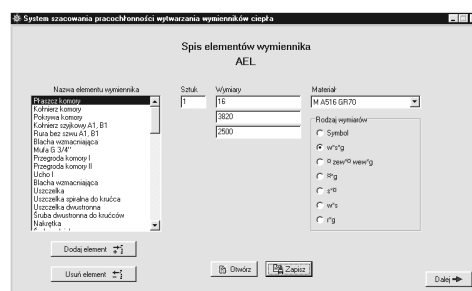 System szacowania pracochłonności wytwarzania wymienników ciepła
Spis elementów wymiennika
AEL
Nazwa elementu wymiennika
Płaszcz komory
Kołnierz komory
Pokrywa komory
Kołnierz szyjkowy A1, B1
Rura bez szwu A1, B1
Blacha wzmacniająca
Mufa G 3/4"
Przegroda komory I
Przegroda komory II
Ucho I
Blacha wzmacniająca
Uszczelka
Uszczelka spiralna do króćca
Uszczelka dwustronna
Śruba dwustronna do króćców
Nakrętka
Sztuk
1
Wymiary
16
3820
2500
Materiał
M A516 GR70
Rodzaj wymiarów
Symbol
w*s*g
¤ zew*¤ wew*g
¤*g
s*¤
w*s
r*g
Dodaj element
Usuń element
Otwórz
Zapisz
Dalej